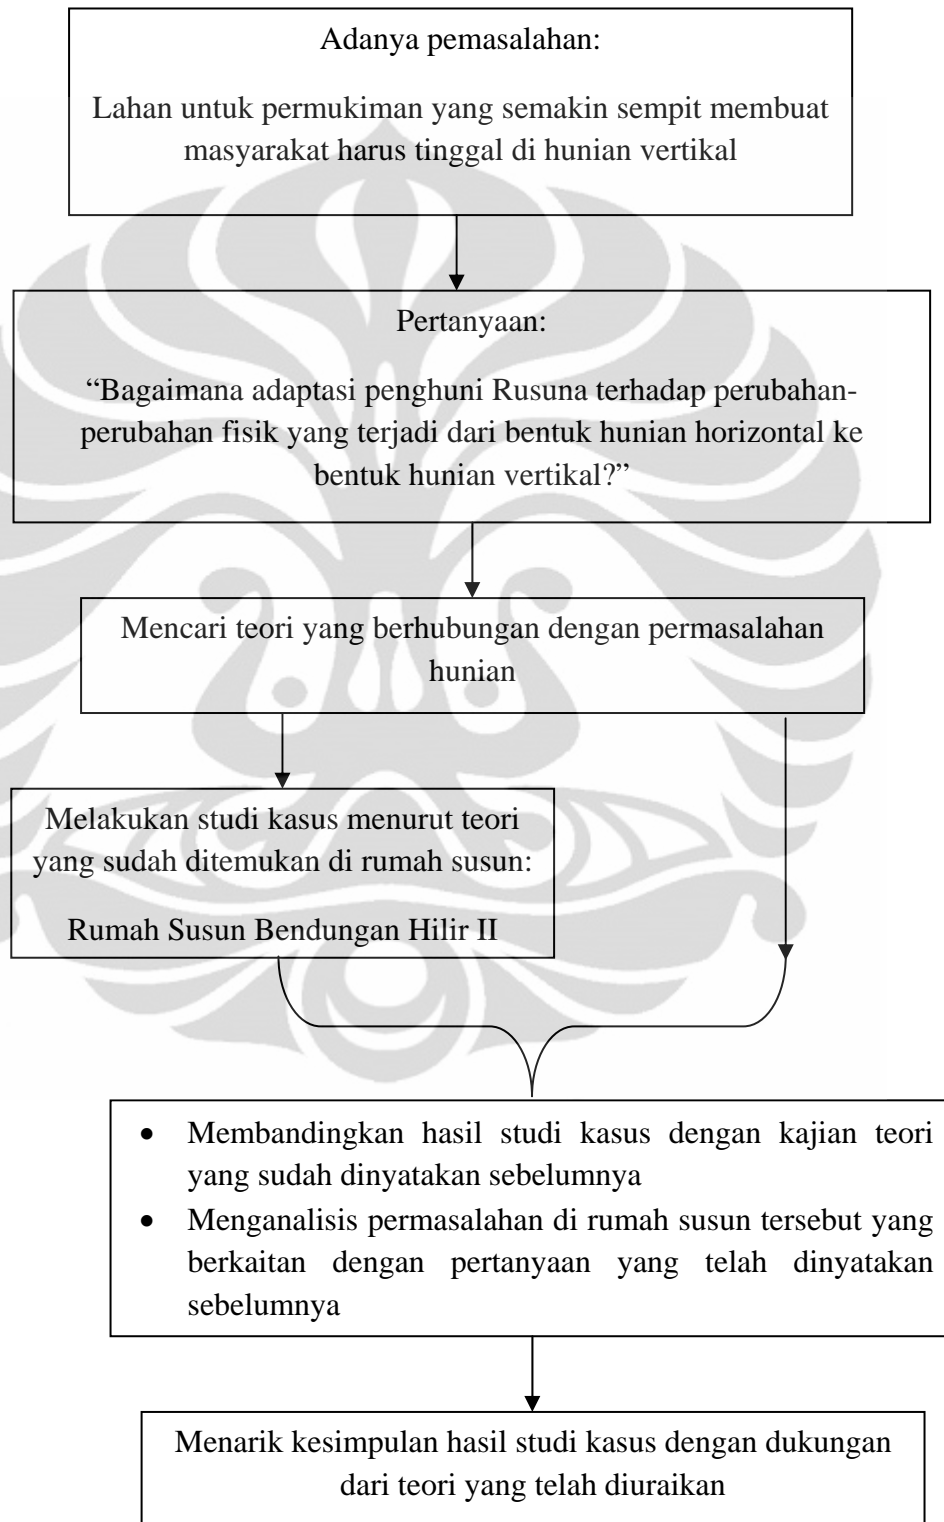 Adanya pemasalahan:
Lahan untuk permukiman yang semakin sempit membuat
masyarakat harus tinggal di hunian vertikal
Pertanyaan:
“Bagaimana adaptasi penghuni Rusuna terhadap perubahan-
perubahan fisik yang terjadi dari bentuk hunian horizontal ke
bentuk hunian vertikal?”
Mencari teori yang berhubungan dengan permasalahan
hunian
Melakukan studi kasus menurut teori
yang sudah ditemukan di rumah susun:
Rumah Susun Bendungan Hilir II
• Membandingkan hasil studi kasus dengan kajian teori
yang sudah dinyatakan sebelumnya
• Menganalisis permasalahan di rumah susun tersebut yang
berkaitan dengan pertanyaan yang telah dinyatakan
sebelumnya
Menarik kesimpulan hasil studi kasus dengan dukungan
dari teori yang telah diuraikan